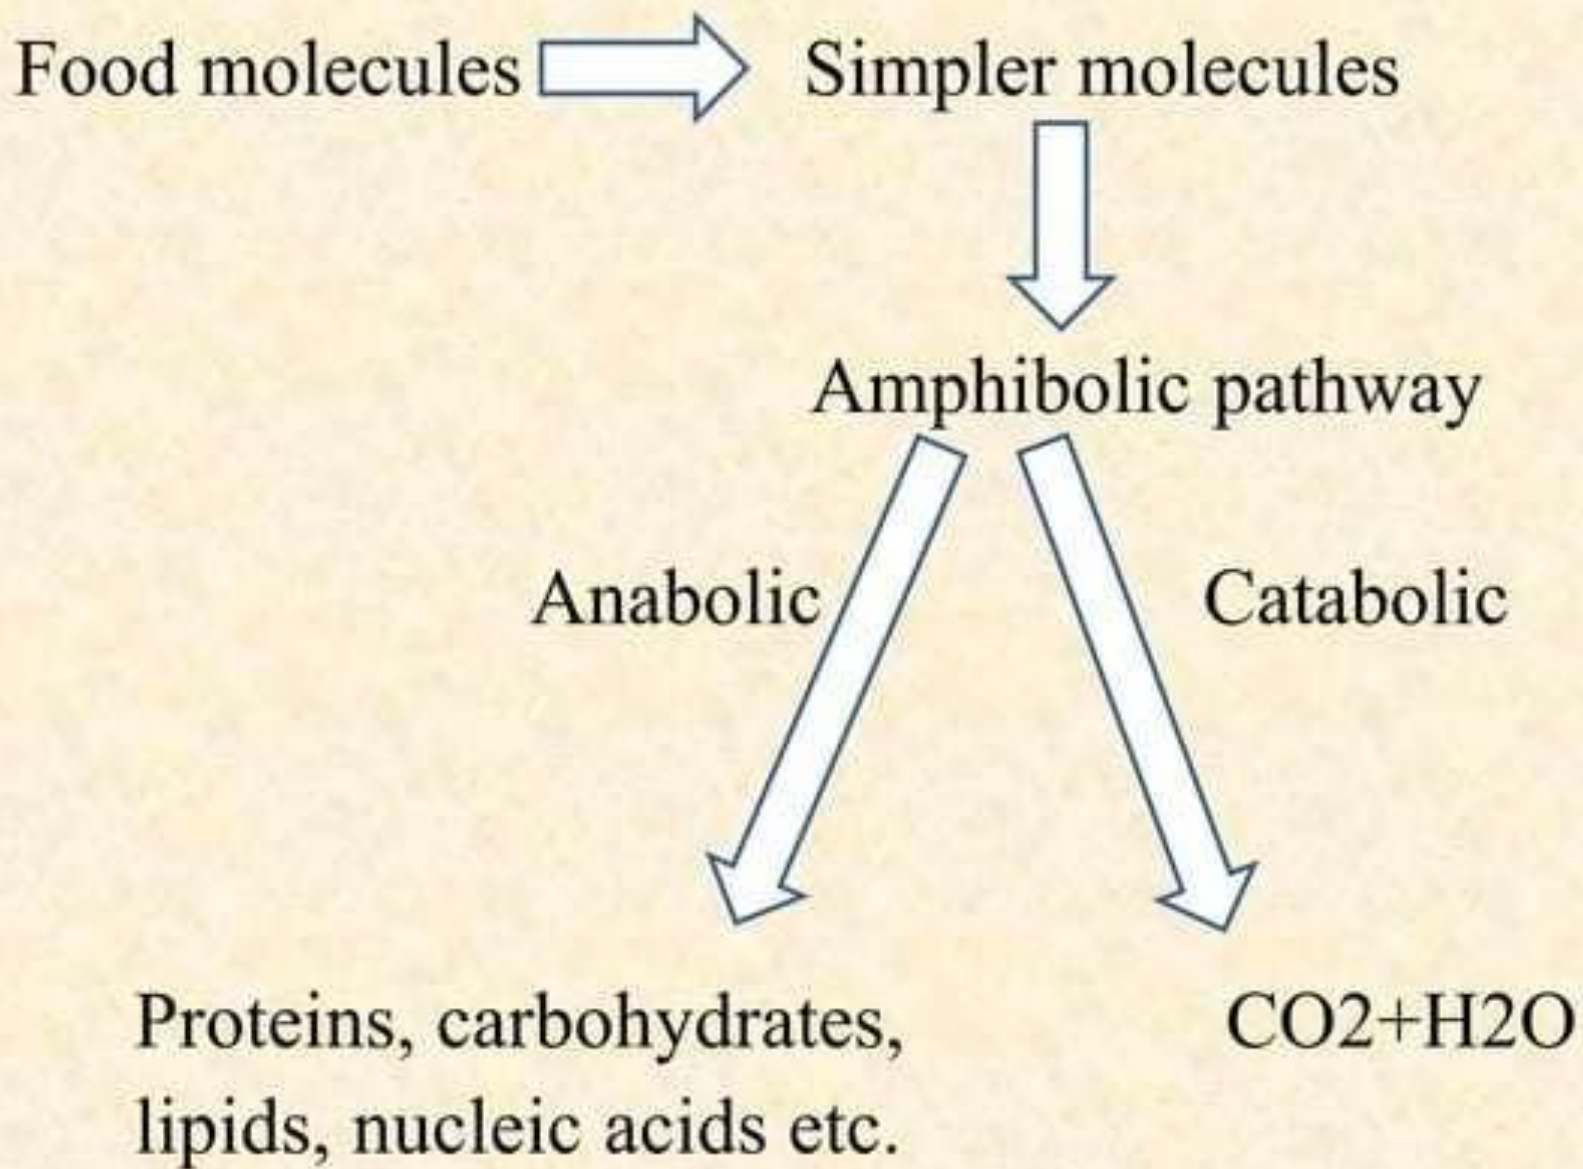 Food molecules
Simpler molecules
Amphibolic pathway
Anabolic
Catabolic
Proteins, carbohydrates,
lipids, nucleic acids etc.
CO2+H2O